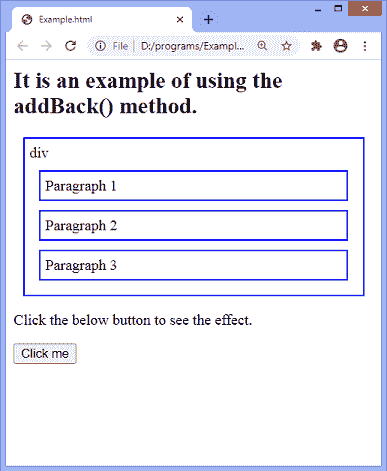 Example.html
File | D:/programs/Exampl...
It is an example of using the
addBack() method.
div
Paragraph 1
Paragraph 2
Paragraph 3
Click the below button to see the effect.
Click me